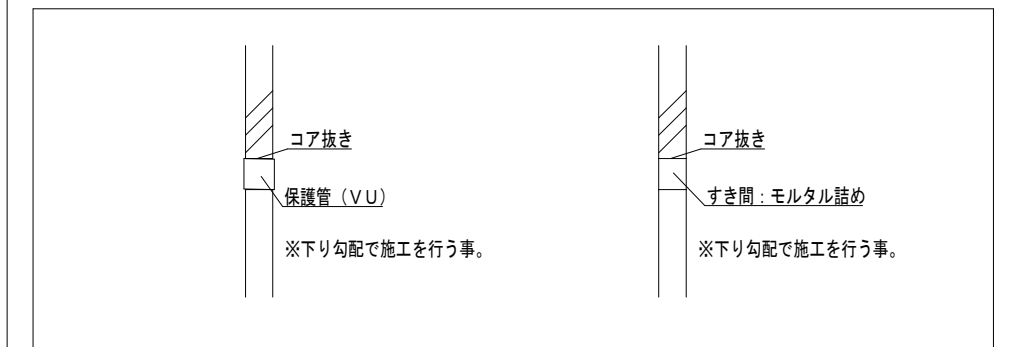 コア抜き
保護管（ＶＵ）
※下り勾配で施工を行う事。
コア抜き
すき間：モルタル詰め
※下り勾配で施工を行う事。